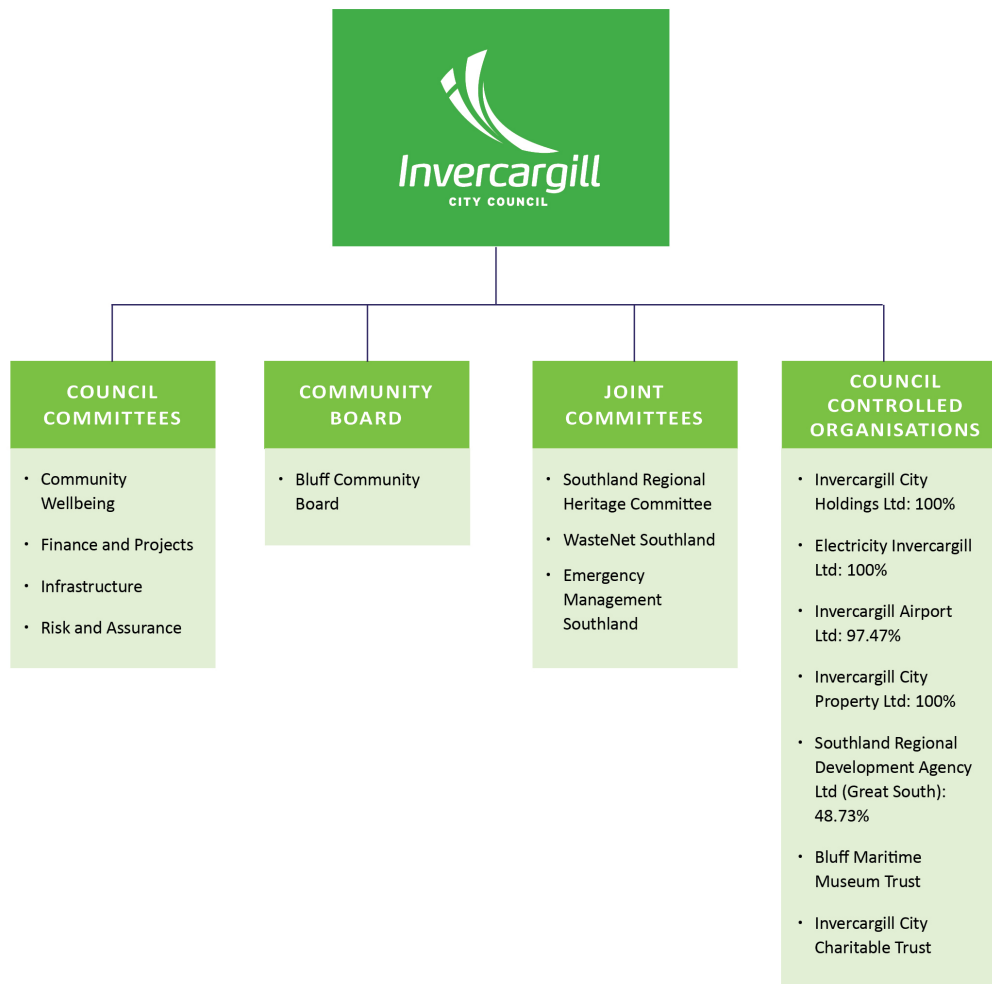 Invercargill
CITY COUNCIL
COUNCIL
COMMITTEES
• Community
Wellbeing
• Finance and Projects
• Infrastructure
• Risk and Assurance
COMMUNITY
BOARD
• Bluff Community
Board
JOINT
COMMITTEES
• Southland Regional
Heritage Committee
• WasteNet Southland
• Emergency
Management
Southland
COUNCIL
CONTROLLED
ORGANISATIONS
• Invercargill City
Holdings Ltd: 100%
• Electricity Invercargill
Ltd: 100%
• Invercargill Airport
Ltd: 97.47%
• Invercargill City
Property Ltd: 100%
• Southland Regional
Development Agency
Ltd (Great South):
48.73%
• Bluff Maritime
Museum Trust
• Invercargill City
Charitable Trust